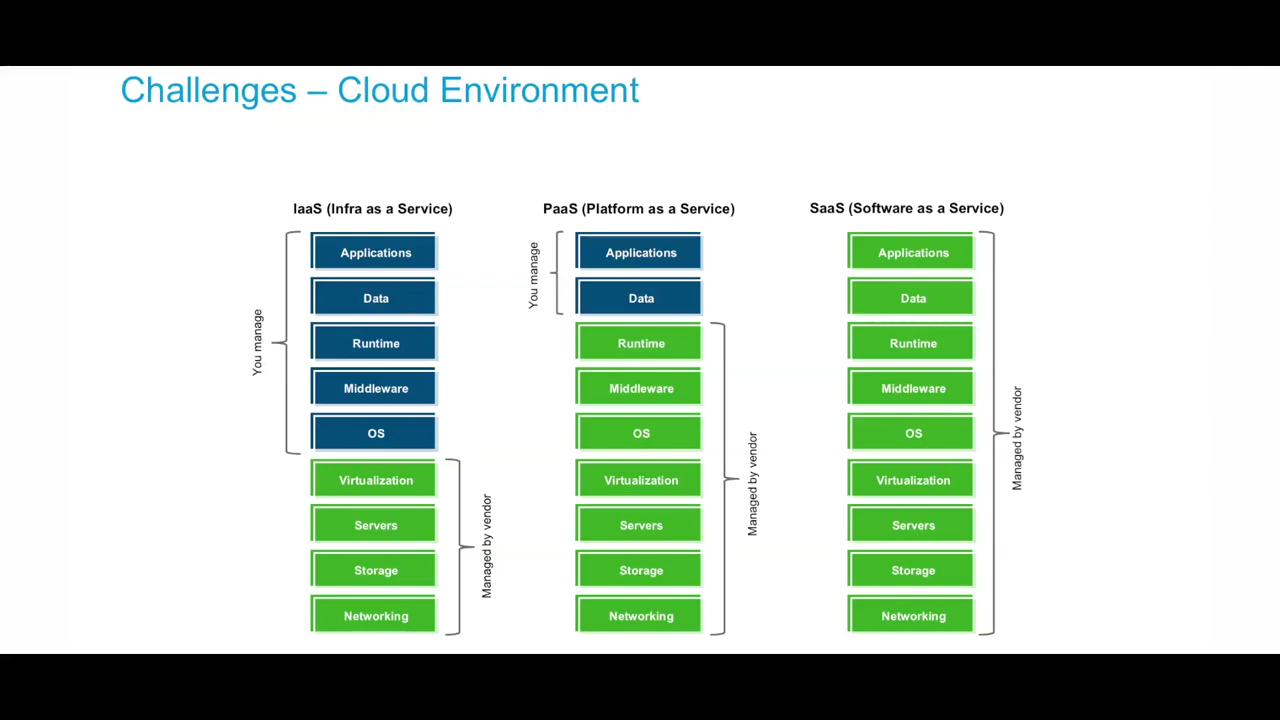 Challenges – Cloud Environment
IaaS (Infra as a Service)
You manage
Applications
Data
Runtime
Middleware
OS
Virtualization
Servers
Storage
Networking
Managed by vendor
PaaS (Platform as a Service)
You manage
Applications
Data
Runtime
Middleware
OS
Virtualization
Servers
Storage
Networking
Managed by vendor
SaaS (Software as a Service)
Applications
Data
Runtime
Middleware
OS
Virtualization
Servers
Storage
Networking
Managed by vendor